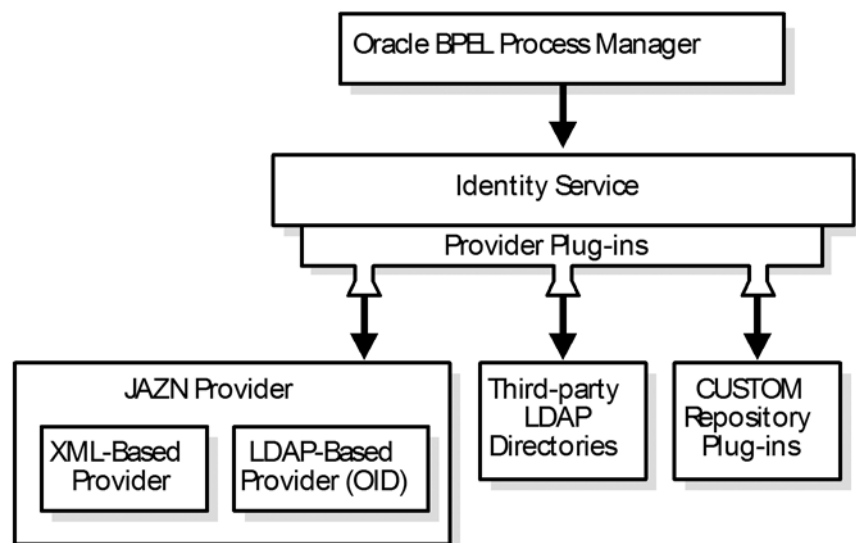 Oracle BPEL Process Manager
Identity Service
Provider Plug-ins
JAZN Provider
XML-Based
Provider
LDAP-Based
Provider (OID)
Third-party
LDAP
Directories
CUSTOM
Repository
Plug-ins